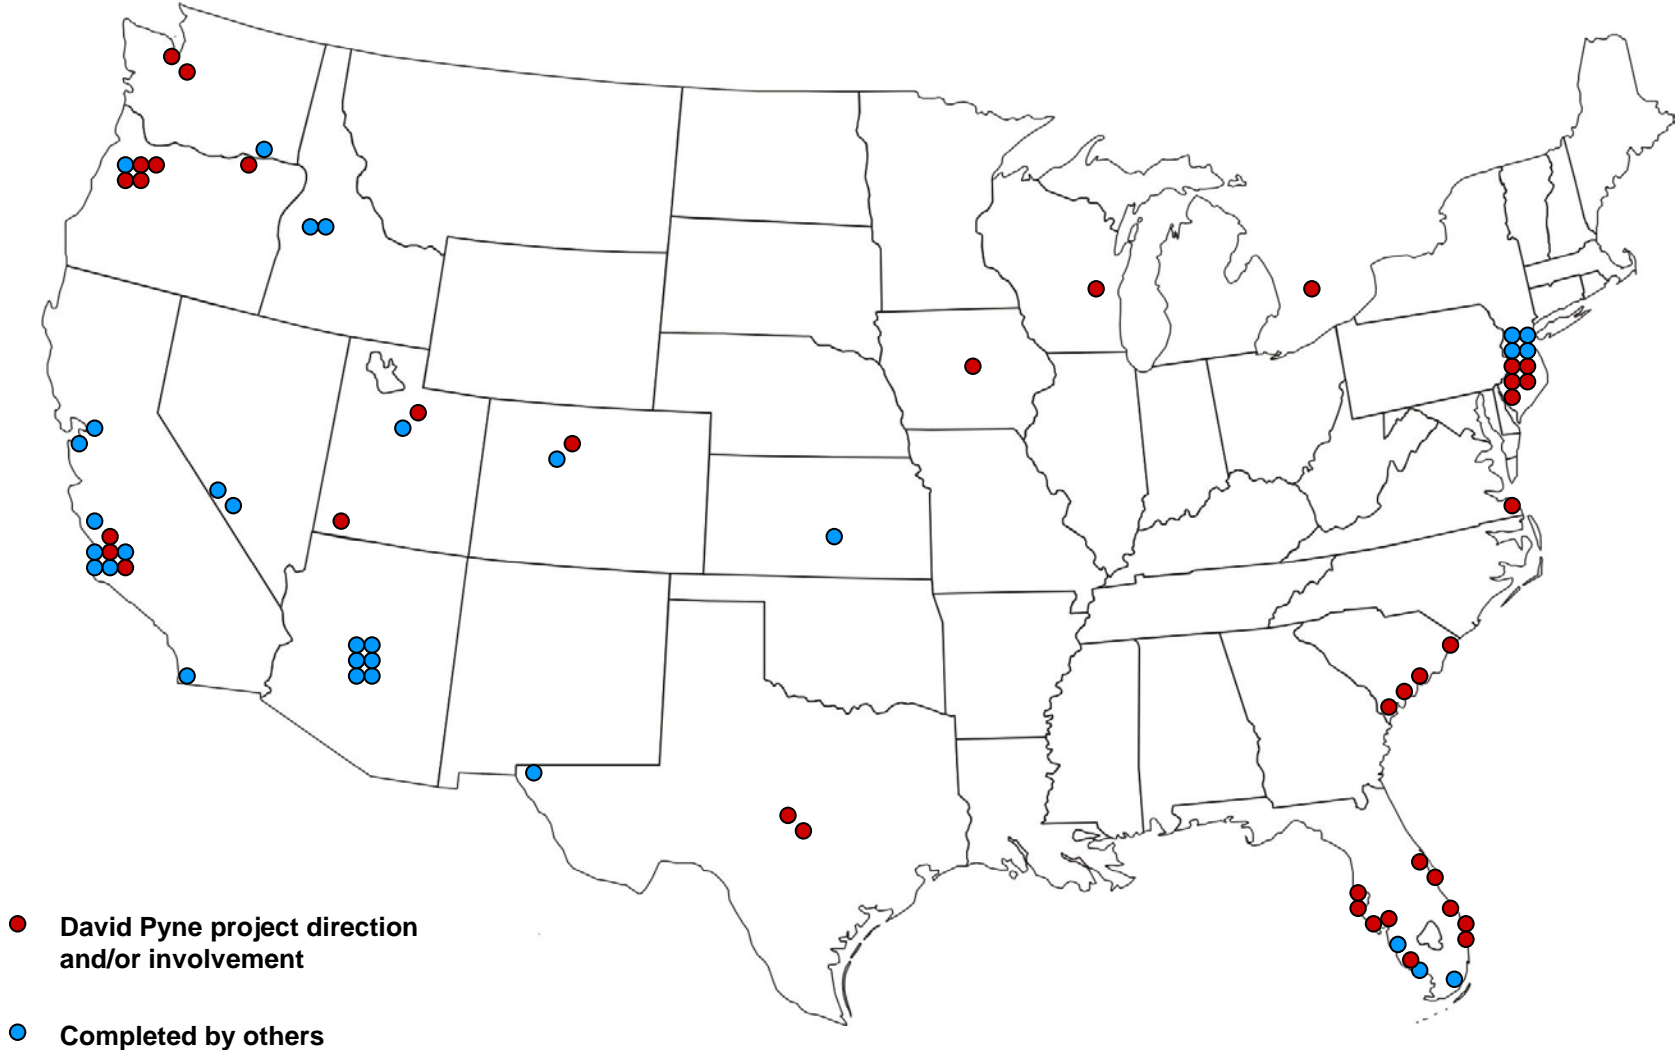 David Pyne project direction
and/or involvement
Completed by others